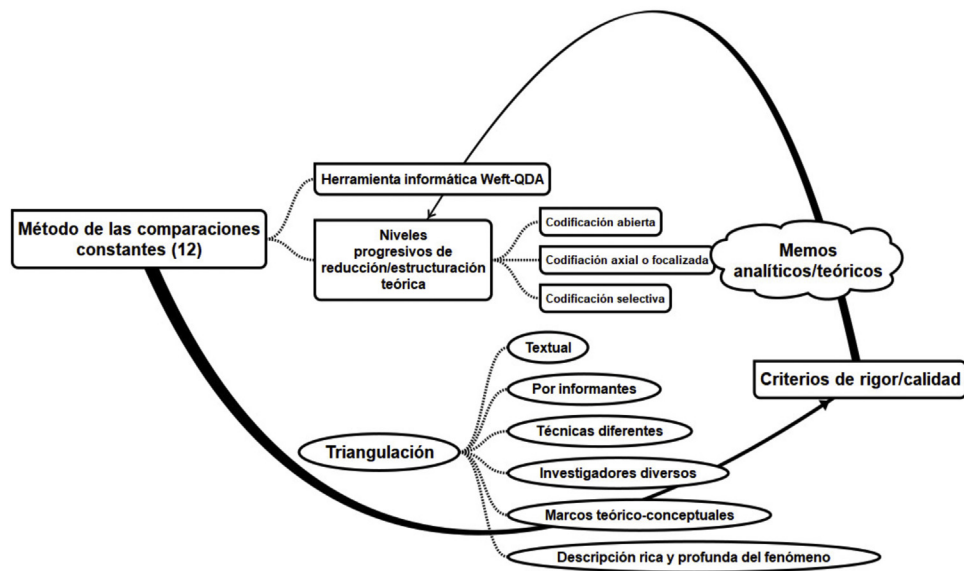 Herramienta informática Weft-QDA
Método de las comparaciones
constantes (12)
Niveles
progresivos de
reducción/estructuración
teórica
Codificación abierta
Codifiación axial o focalizada
Codificación selectiva
Memos
analíticos/teóricos
Criterios de rigor/calidad
Triangulación
Textual
Por informantes
Técnicas diferentes
Investigadores diversos
Marcos teórico-conceptuales
Descripción rica y profunda del fenómeno